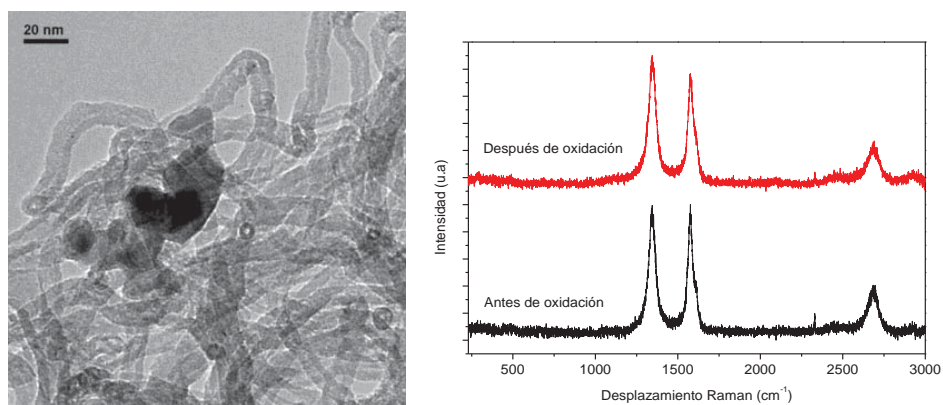 20 nm
Después de oxidación
Antes de oxidación
Intensidad (u.a)
500 1000 1500 2000 2500 3000
Desplazamiento Raman (cm⁻¹)